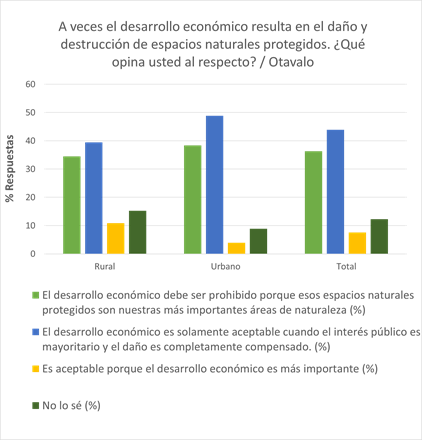 A veces el desarrollo económico resulta en el daño y
destrucción de espacios naturales protegidos. ¿Qué
opina usted al respecto? / Otavalo
% Respuestas
60
50
40
30
20
10
0
Rural
Urbano
Total
El desarrollo económico debe ser prohibido porque esos espacios naturales
protegidos son nuestras más importantes áreas de naturaleza (%)
El desarrollo económico es solamente aceptable cuando el interés público es
mayoritario y el daño es completamente compensado. (%)
Es aceptable porque el desarrollo económico es más importante (%)
No lo sé (%)